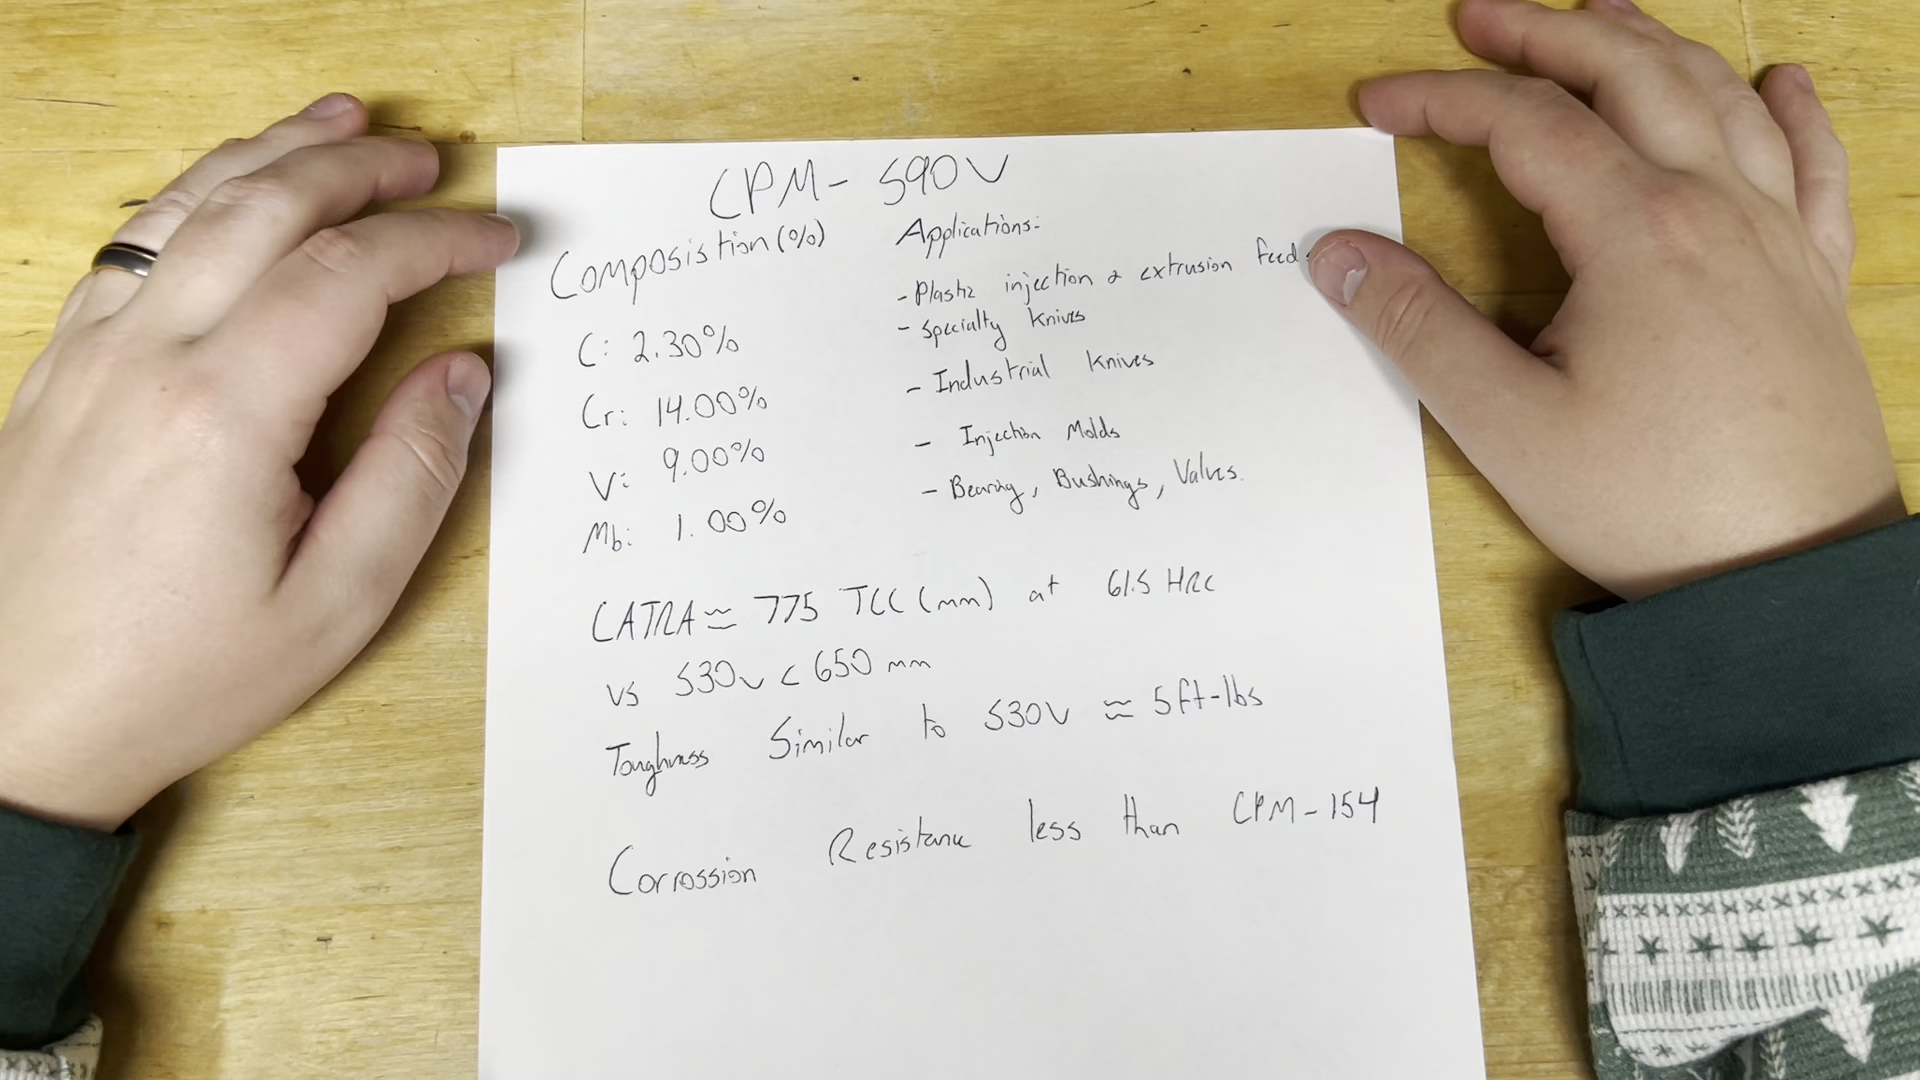 CPM- S90V
Composistion (%)
C: 2.30%
Cr: 14.00%
V: 9.00%
Mb: 1.00%
Applications:
- Plastic injection & extrusion feed
- Specialty Knives
- Industrial Knives
- Injection Molds
- Bearing, Bushings, Valves.
CATRA ≈ 775 TCC (mm) at 61.5 HRC
vs S30V < 650 mm
Toughness Similar to S30V ≈ 5ft-lbs
Corrossion Resistance less than CPM-154